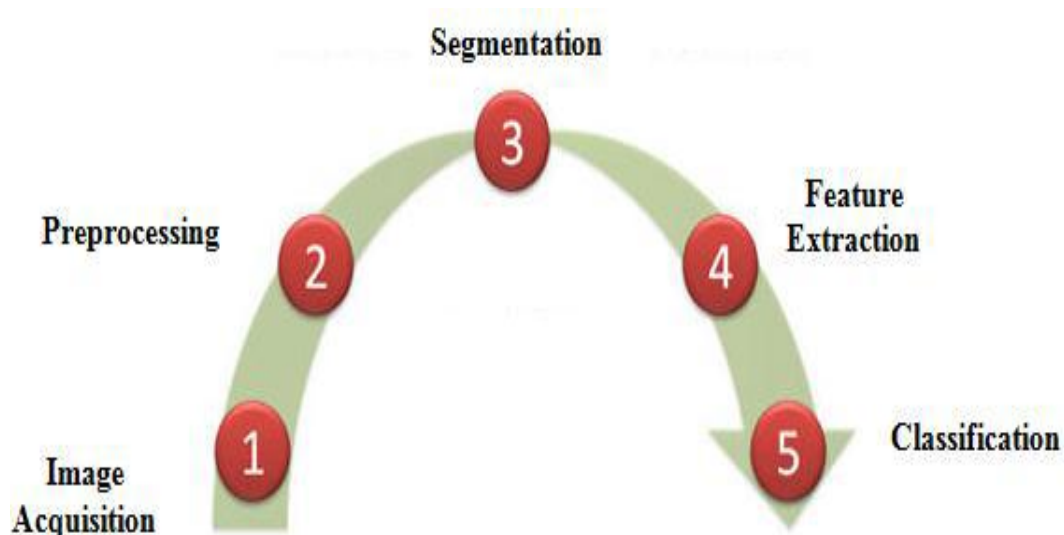 Segmentation
3
Preprocessing
2
4
Feature
Extraction
1
Image
Acquisition
5
Classification